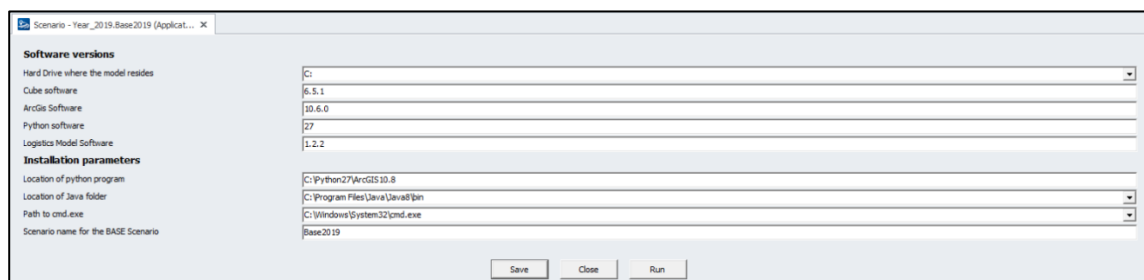 Scenario - Year_2019.Base2019 (Applicat... X
Software versions
Hard Drive where the model resides C:
Cube software 6.5.1
ArcGis Software 10.6.0
Python software 27
Logistics Model Software 1.2.2
Installation parameters
Location of python program C:\Python27\ArcGIS10.8
Location of Java folder C:\Program Files\Java\Java8\bin
Path to cmd.exe C:\Windows\System32\cmd.exe
Scenario name for the BASE Scenario Base2019
Save Close Run